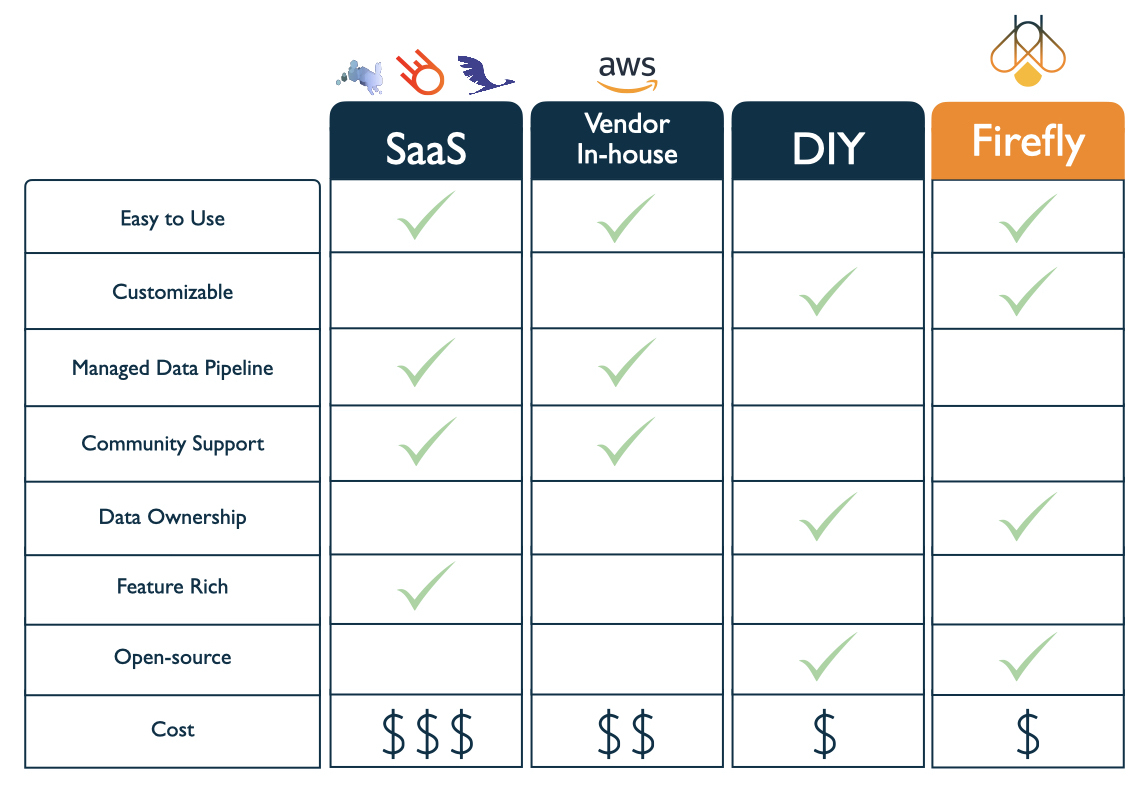 aws
SaaS
Vendor
In-house
DIY
Firefly
Easy to Use
Customizable
Managed Data Pipeline
Community Support
Data Ownership
Feature Rich
Open-source
Cost
$$$
$$
$
$